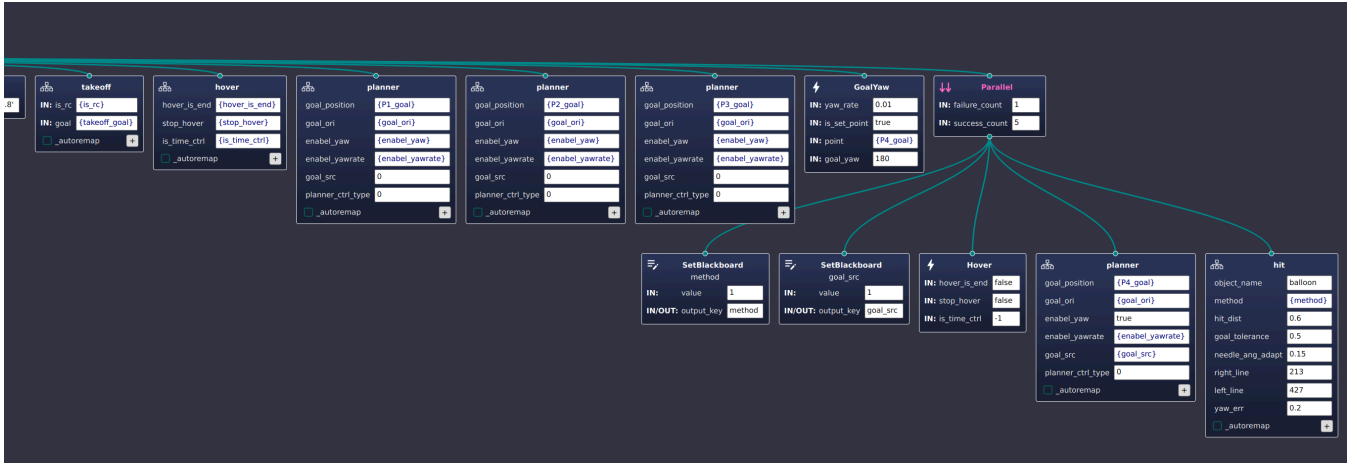 .8'
takeoff
IN: is_rc {is_rc}
IN: goal {takeoff_goal}
_autoremap +
hover
hover_is_end {hover_is_end}
stop_hover {stop_hover}
is_time_ctrl {is_time_ctrl}
_autoremap +
planner
goal_position {P1_goal}
goal_ori {goal_ori}
enabel_yaw {enabel_yaw}
enabel_yawrate {enabel_yawrate}
goal_src 0
planner_ctrl_type 0
_autoremap +
planner
goal_position {P2_goal}
goal_ori {goal_ori}
enabel_yaw {enabel_yaw}
enabel_yawrate {enabel_yawrate}
goal_src 0
planner_ctrl_type 0
_autoremap +
planner
goal_position {P3_goal}
goal_ori {goal_ori}
enabel_yaw {enabel_yaw}
enabel_yawrate {enabel_yawrate}
goal_src 0
planner_ctrl_type 0
_autoremap +
GoalYaw
IN: yaw_rate 0.01
IN: is_set_point true
IN: point {P4_goal}
IN: goal_yaw 180
Parallel
IN: failure_count 1
IN: success_count 5
SetBlackboard
method
IN: value 1
IN/OUT: output_key method
SetBlackboard
goal_src
IN: value 1
IN/OUT: output_key goal_src
Hover
IN: hover_is_end false
IN: stop_hover false
IN: is_time_ctrl -1
planner
goal_position {P4_goal}
goal_ori {goal_ori}
enabel_yaw true
enabel_yawrate {enabel_yawrate}
goal_src {goal_src}
planner_ctrl_type 0
_autoremap +
hit
object_name balloon
method {method}
hit_dist 0.6
goal_tolerance 0.5
needle_ang_adapt 0.15
right_line 213
left_line 427
yaw_err 0.2
_autoremap +